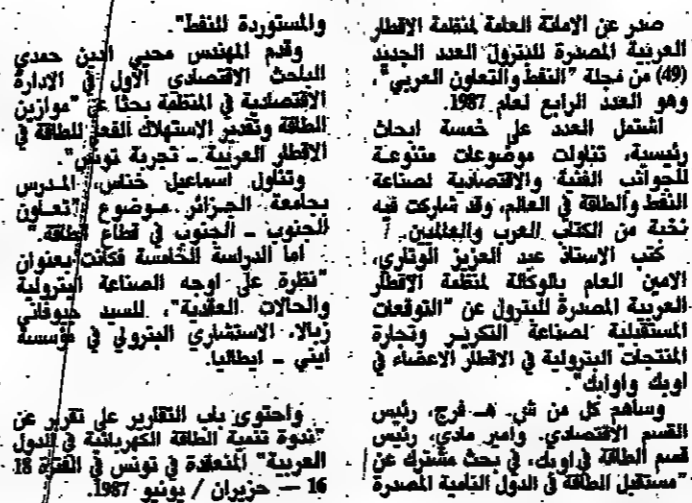 صدر عن الامانة العامة لمنظمة الاقطار
العربية المصدرة للبترول العدد الجديد
(49) من مجلة "النفط والتعاون العربي"،
وهو العدد الرابع لعام 1987.
اشتمل العدد على خمسة ابحاث
رئيسية، تناولت موضوعات متنوعة
للجوانب الفنية والاقتصادية لصناعة
النفط والطاقة في العالم، وقد شاركت فيه
نخبة من الكتاب العرب والعالميين.
كتب الاستاذ عبد العزيز الوتاري،
الامين العام بالوكالة لمنظمة الاقطار
العربية المصدرة للبترول عن "التوقعات
المستقبلية لصناعة التكرير وتجارة
المنتجات البترولية في الاقطار الاعضاء في
اوبك واوابك".
وساهم كل من شي. هـ فرج، رئيس
القسم الاقتصادي. وامير مادي، رئيس
قسم الطاقة في اوبك، في بحث مشترك عن
"مستقبل الطاقة في الدول النامية المصدرة
والمستوردة للنفط".
وقدم المهندس محيي الدين حمدي
الباحث الاقتصادي الاول في الادارة
الاقتصادية في المنظمة بحثا عن "موازين
الطاقة وتقدير الاستهلاك القعد للطاقة في
الاقطار العربية ــ تجربة تونس".
وتناول اسماعيل خناس، المدرس
بجامعة الجزائر موضوع "تعاون
الجنوب ــ الجنوب في قطاع الطاقة."
اما الدراسة الخامسة فكانت بعنوان
"نظرة على اوجه الصناعة البترولية
والحالات العقدية"، للسيد جيوفاني
زبالا، الاستشاري البترولي في مؤسسة
أيني ــ ايطاليا.
واحتوى باب التقارير على تقرير عن
"ندوة تنمية الطاقة الكهربائية في الدول
العربية" المنعقدة في تونس في الفترة 18
16 — حزيران / يونيو 1987.